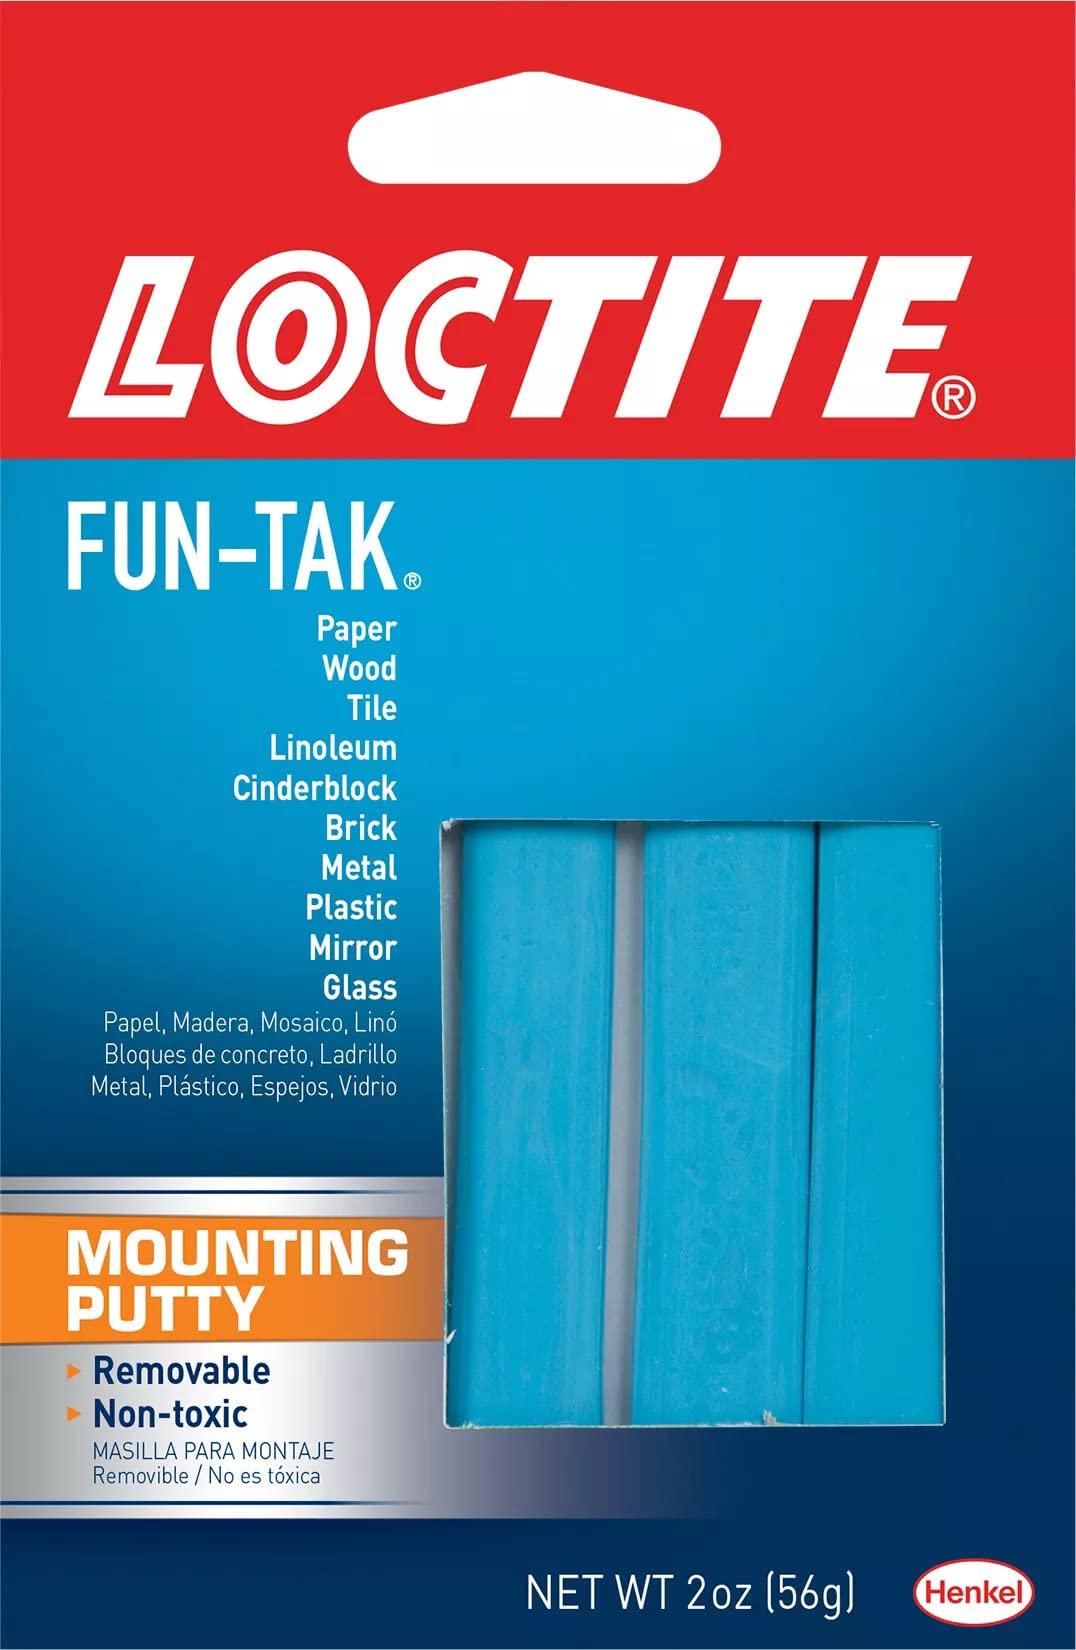 LOCTITE®
FUN-TAK®
Paper
Wood
Tile
Linoleum
Cinderblock
Brick
Metal
Plastic
Mirror
Glass
Papel, Madera, Mosaico, Linó
Bloques de concreto, Ladrillo
Metal, Plástico, Espejos, Vidrio
MOUNTING
PUTTY
Removable
Non-toxic
MASILLA PARA MONTAJE
Removible / No es tóxica
NET WT 2oz (56g)
Henkel